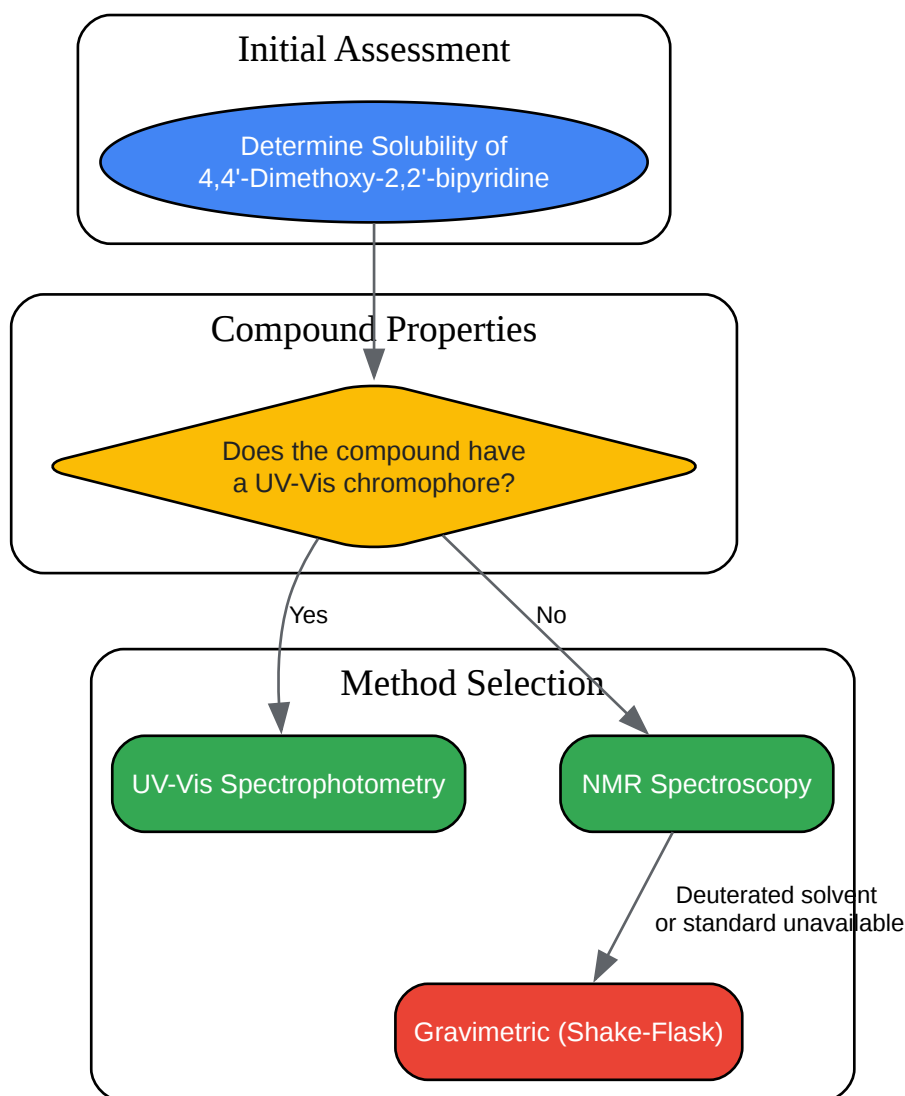 Initial Assessment
Determine Solubility of
4,4'-Dimethoxy-2,2'-bipyridine
Compound Properties
Does the compound have
a UV-Vis chromophore?
Yes
No
Method Selection
UV-Vis Spectrophotometry
NMR Spectroscopy
Deuterated solvent
or standard unavailable
Gravimetric (Shake-Flask)